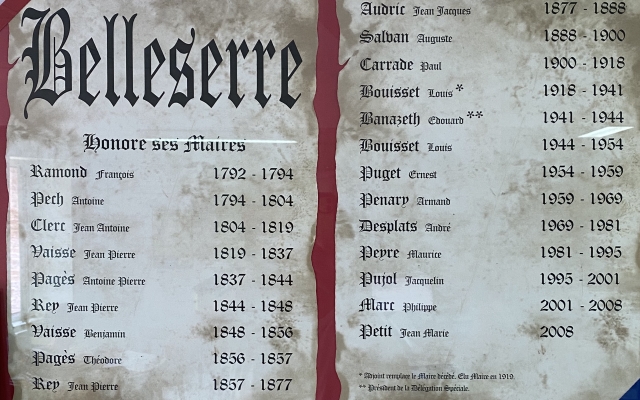 Belleserre
Honore ses Maires
Ramond François 1792 - 1794
Pech Antoine 1794 - 1804
Clerc Jean Antoine 1804 - 1819
Vaisse Jean Pierre 1819 - 1837
Pagès Antoine Pierre 1837 - 1844
Rey Jean Pierre 1844 - 1848
Vaisse Benjamin 1848 - 1856
Pagès Théodore 1856 - 1857
Rey Jean Pierre 1857 - 1877
Audric Jean Jacques 1877 - 1888
Salvan Auguste 1888 - 1900
Carrade Paul 1900 - 1918
Bouisset Louis * 1918 - 1941
Banazeth Edouard ** 1941 - 1944
Bouisset Louis 1944 - 1954
Puget Ernest 1954 - 1959
Penary Armand 1959 - 1969
Desplats André 1969 - 1981
Peyre Maurice 1981 - 1995
Pujol Jacquelin 1995 - 2001
Marc Philippe 2001 - 2008
Petit Jean Marie 2008
* Adjoint remplace le Maire décédé. Elu Maire en 1919.
** Président de la Délégation Spéciale.